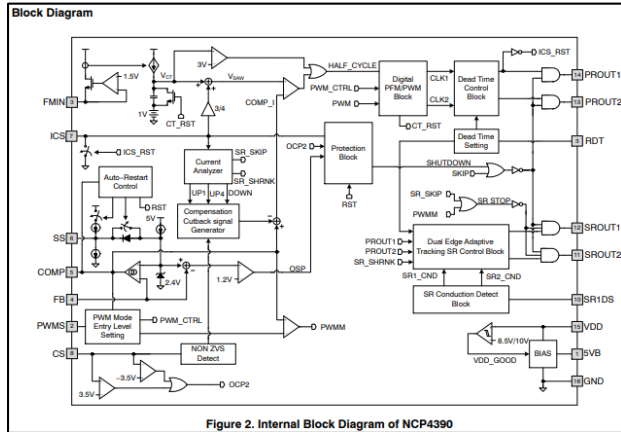 Block Diagram
1.5V
3V
VCT
VSAW
HALF_CYCLE
ICS_RST
PWM_CTRL
PWM
Digital
PFM/PWM
Block
CLK1
CLK2
Dead Time
Control
Block
14 PROUT1
13 PROUT2
FMIN 3
COMP_I
3/4
1V
CT_RST
CT_RST
ICS 7
ICS_RST
OCP2
Protection
Block
RST
Dead Time
Setting
3 RDT
SHUTDOWN
SKIP
Current
Analyzer
SR_SKIP
SR_SHRNK
UP1 UP4 DOWN
Auto-Restart
Control
RST
5V
Compensation
Cutback signal
Generator
SR_SKIP
PWMM
SR STOP
12 SROUT1
11 SROUT2
SS 6
COMP 5
2.4V
1.2V
OSP
PROUT1
PROUT2
SR_SHRNK
Dual Edge Adaptive
Tracking SR Control Block
SR1_CND SR2_CND
FB 4
PWMS 2
PWM Mode
Entry Level
Setting
PWM_CTRL
PWMM
SR Conduction Detect
Block
10 SR1DS
CS 8
NON ZVS
Detect
-3.5V
3.5V
OCP2
8.5V/10V
VDD_GOOD
BIAS
15 VDD
1 5VB
16 GND
Figure 2. Internal Block Diagram of NCP4390